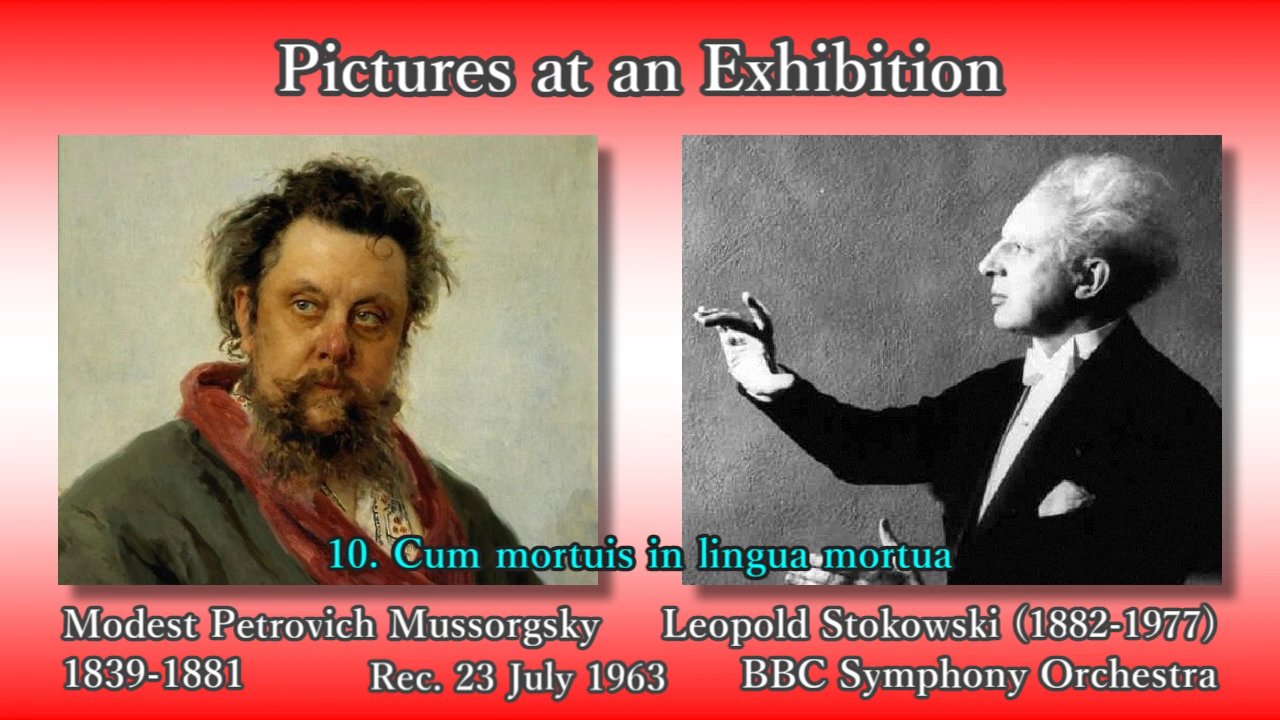 Pictures at an Exhibition
10. Cum mortuis in lingua mortua
Modest Petrovich Mussorgsky
1839-1881
Rec. 23 July 1963
Leopold Stokowski (1882-1977)
BBC Symphony Orchestra